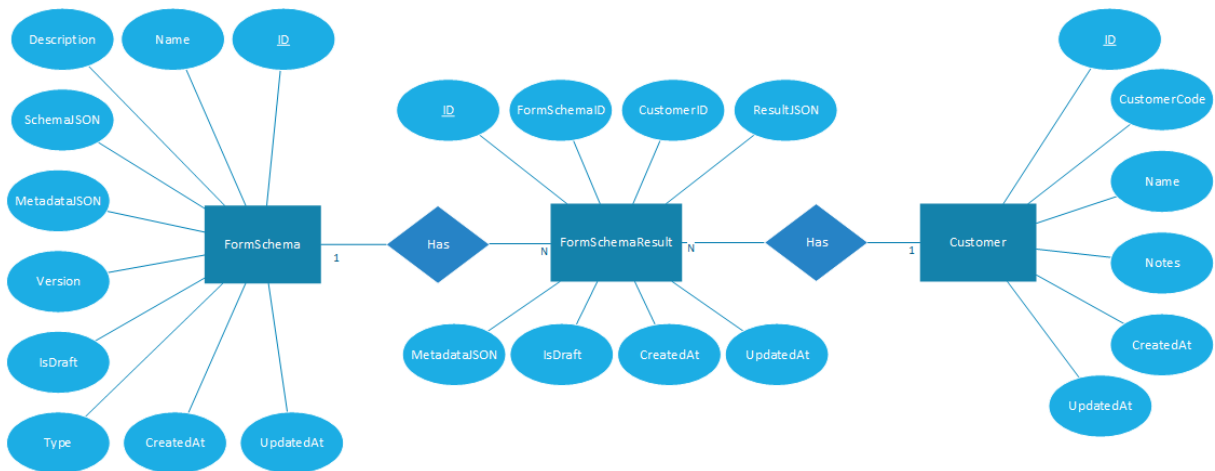 Description
Name
ID
SchemaJSON
MetadataJSON
Version
IsDraft
Type
CreatedAt
UpdatedAt
FormSchema
1
Has
N
ID
FormSchemaID
CustomerID
ResultJSON
FormSchemaResult
MetadataJSON
IsDraft
CreatedAt
UpdatedAt
N
Has
1
Customer
ID
CustomerCode
Name
Notes
CreatedAt
UpdatedAt